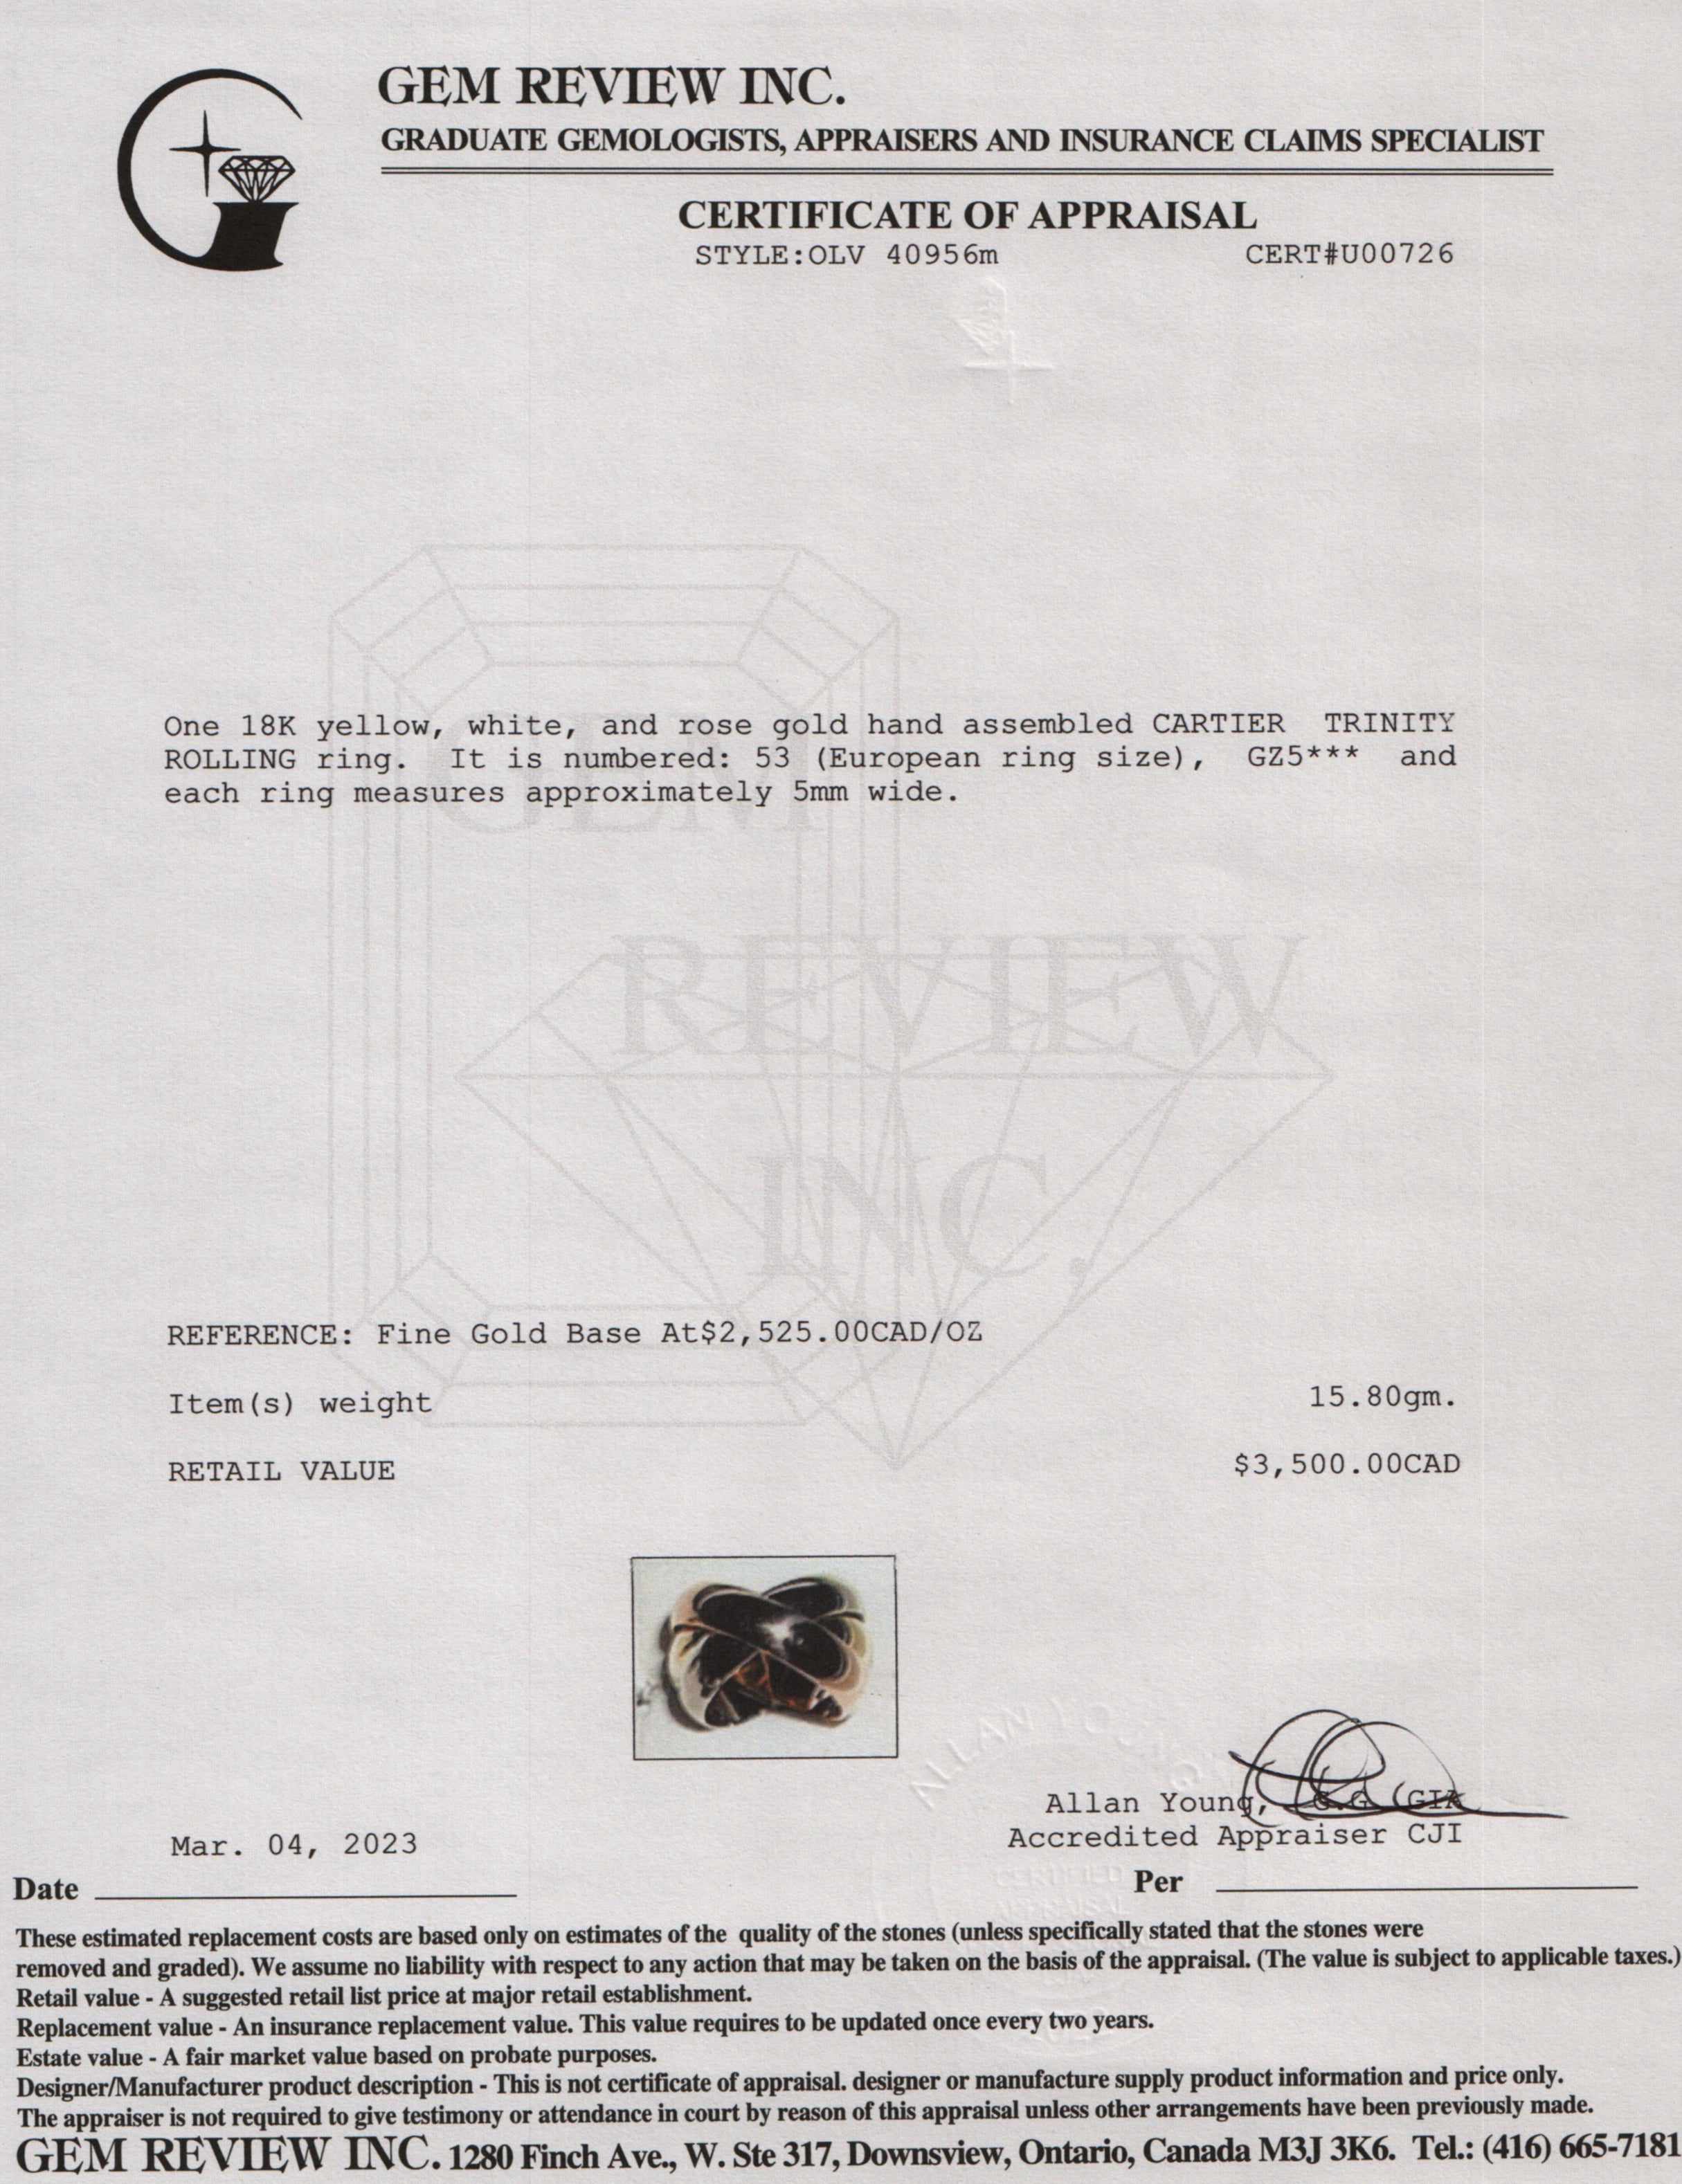 GEM REVIEW INC.
GRADUATE GEMOLOGISTS, APPRAISERS AND INSURANCE CLAIMS SPECIALIST
CERTIFICATE OF APPRAISAL
STYLE:OLV 40956m CERT#U00726
One 18K yellow, white, and rose gold hand assembled CARTIER TRINITY
ROLLING ring. It is numbered: 53 (European ring size), GZ5*** and
each ring measures approximately 5mm wide.
GEM
REVIEW
INC.
REFERENCE: Fine Gold Base At$2,525.00CAD/OZ
Item(s) weight 15.80gm.
RETAIL VALUE $3,500.00CAD
ALLAN YOUNG
Allan Young, G.G (GIA
Accredited Appraiser CJI
Mar. 04, 2023
CERTIFIED
APPRAISAL
Date Per
These estimated replacement costs are based only on estimates of the quality of the stones (unless specifically stated that the stones were
removed and graded). We assume no liability with respect to any action that may be taken on the basis of the appraisal. (The value is subject to applicable taxes.)
Retail value - A suggested retail list price at major retail establishment.
Replacement value - An insurance replacement value. This value requires to be updated once every two years.
Estate value - A fair market value based on probate purposes.
Designer/Manufacturer product description - This is not certificate of appraisal. designer or manufacture supply product information and price only.
The appraiser is not required to give testimony or attendance in court by reason of this appraisal unless other arrangements have been previously made.
GEM REVIEW INC. 1280 Finch Ave., W. Ste 317, Downsview, Ontario, Canada M3J 3K6. Tel.: (416) 665-7181